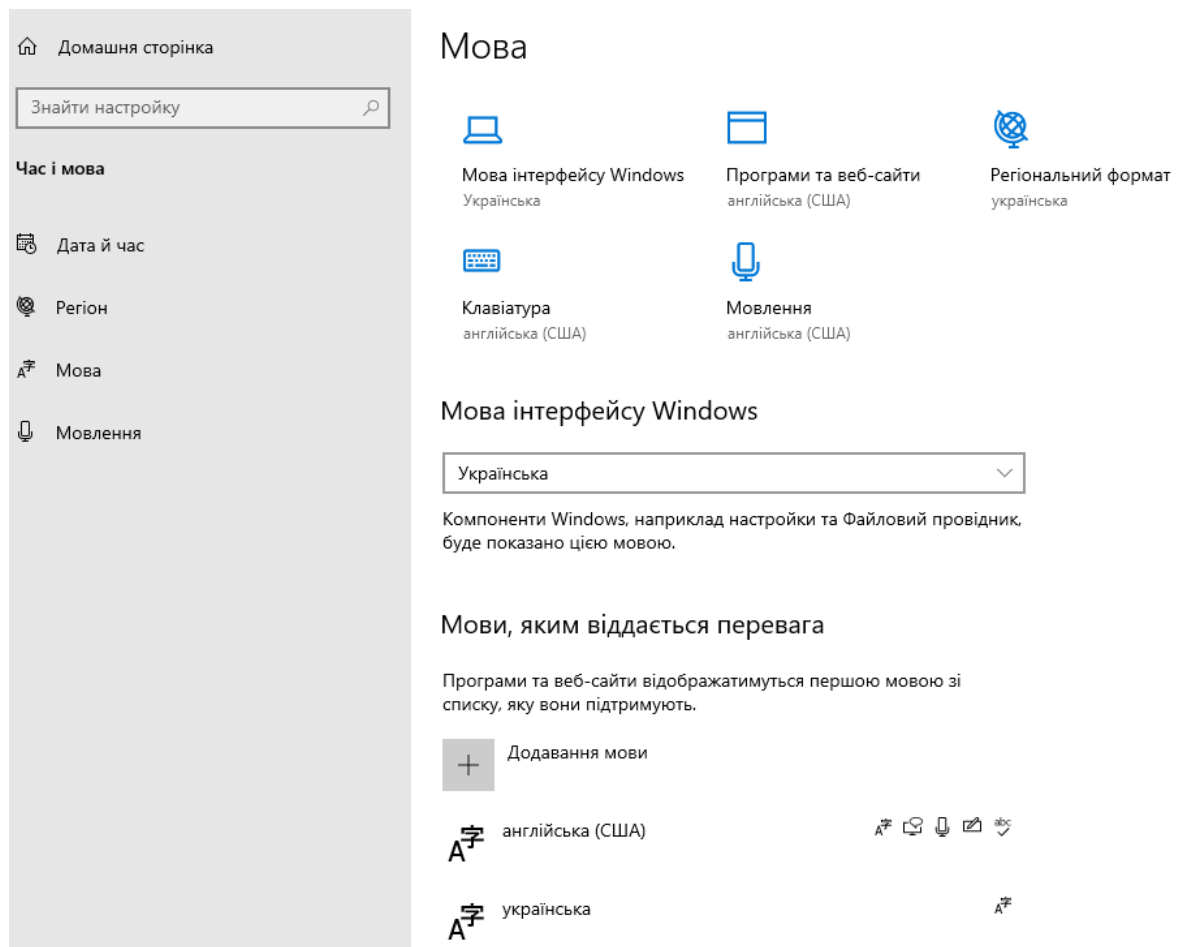 Домашня сторінка
Знайти настройку
Час і мова
Дата й час
Регіон
Мова
Мовлення
Мова
Мова інтерфейсу Windows
Українська
Програми та веб-сайти
англійська (США)
Регіональний формат
українська
Клавіатура
англійська (США)
Мовлення
англійська (США)
Мова інтерфейсу Windows
Українська
Компоненти Windows, наприклад настройки та Файловий провідник,
буде показано цією мовою.
Мови, яким віддається перевага
Програми та веб-сайти відображатимуться першою мовою зі
списку, яку вони підтримують.
Додавання мови
англійська (США)
українська